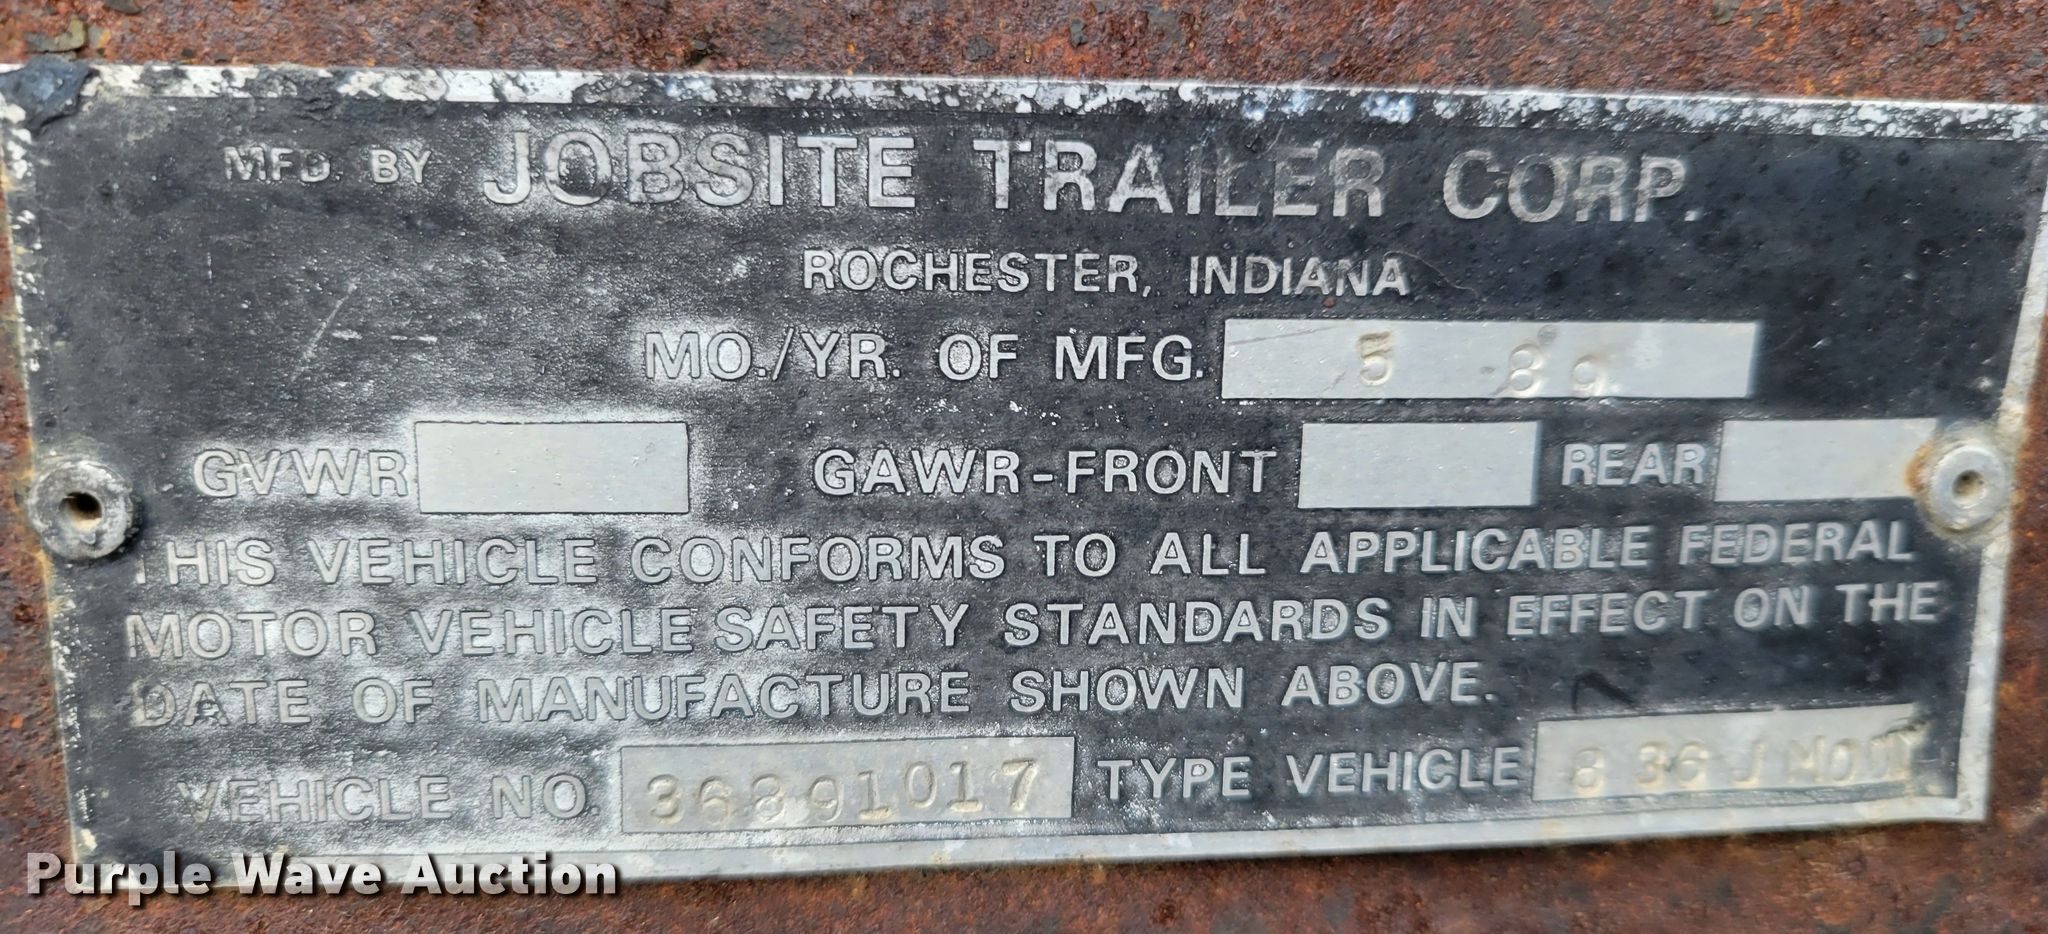 MFD. BY JOBSITE TRAILER CORP.
ROCHESTER, INDIANA
MO./YR. OF MFG. 5 89
GVWR GAWR-FRONT REAR
THIS VEHICLE CONFORMS TO ALL APPLICABLE FEDERAL
MOTOR VEHICLE SAFETY STANDARDS IN EFFECT ON THE
DATE OF MANUFACTURE SHOWN ABOVE.
VEHICLE NO. 36891017 TYPE VEHICLE 836J
Purple Wave Auction